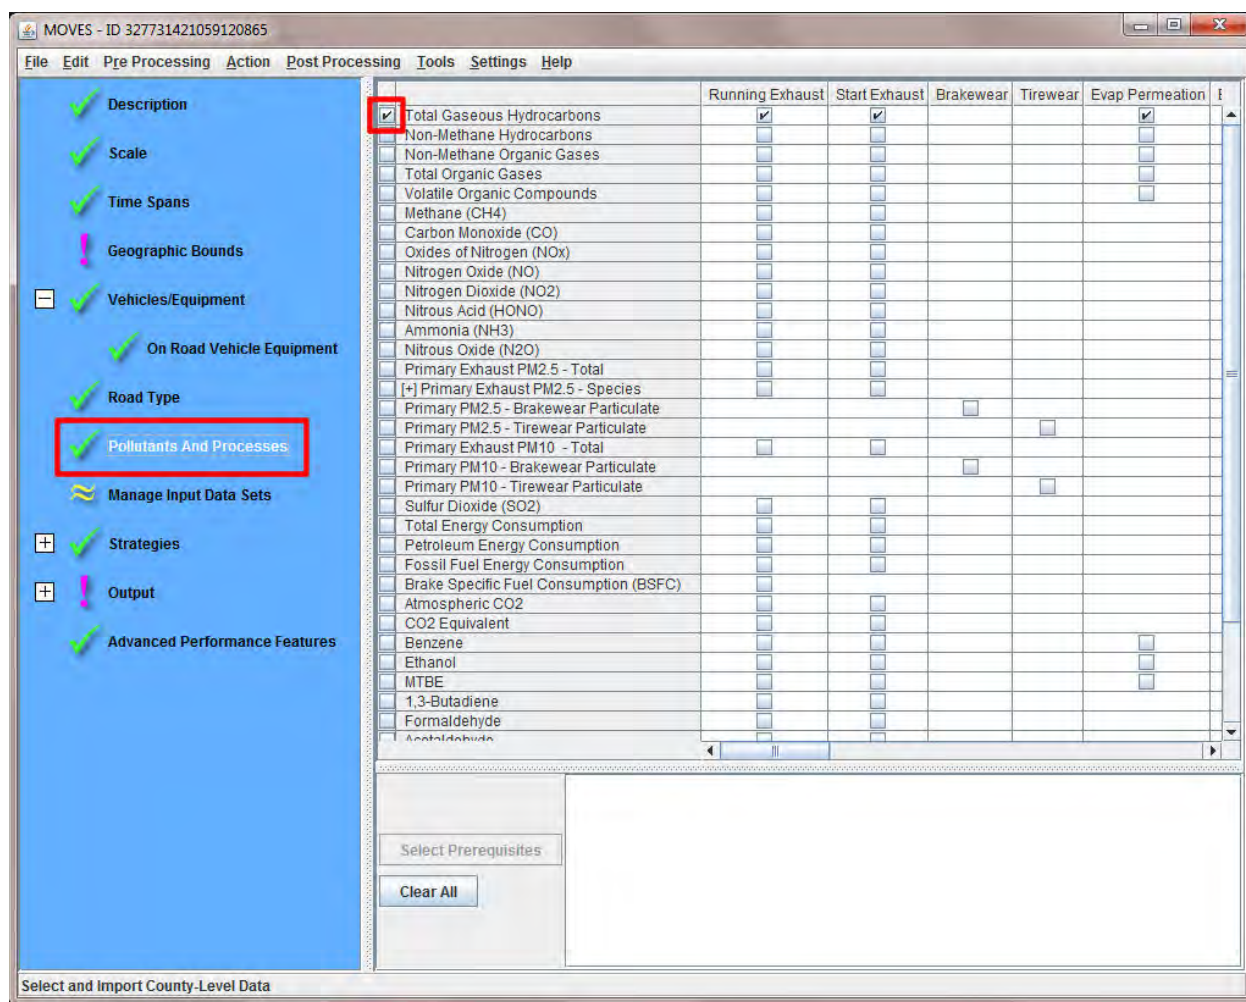 MOVES - ID 327731421059120865
File Edit Pre Processing Action Post Processing Tools Settings Help
Description
Scale
Time Spans
Geographic Bounds
Vehicles/Equipment
On Road Vehicle Equipment
Road Type
Pollutants And Processes
Manage Input Data Sets
Strategies
Output
Advanced Performance Features
Running Exhaust Start Exhaust Brakewear Tirewear Evap Permeation
Total Gaseous Hydrocarbons
Non-Methane Hydrocarbons
Non-Methane Organic Gases
Total Organic Gases
Volatile Organic Compounds
Methane (CH4)
Carbon Monoxide (CO)
Oxides of Nitrogen (NOx)
Nitrogen Oxide (NO)
Nitrogen Dioxide (NO2)
Nitrous Acid (HONO)
Ammonia (NH3)
Nitrous Oxide (N2O)
Primary Exhaust PM2.5 - Total
[+] Primary Exhaust PM2.5 - Species
Primary PM2.5 - Brakewear Particulate
Primary PM2.5 - Tirewear Particulate
Primary Exhaust PM10 - Total
Primary PM10 - Brakewear Particulate
Primary PM10 - Tirewear Particulate
Sulfur Dioxide (SO2)
Total Energy Consumption
Petroleum Energy Consumption
Fossil Fuel Energy Consumption
Brake Specific Fuel Consumption (BSFC)
Atmospheric CO2
CO2 Equivalent
Benzene
Ethanol
MTBE
1,3-Butadiene
Formaldehyde
Acetaldehyde
Select Prerequisites
Clear All
Select and Import County-Level Data